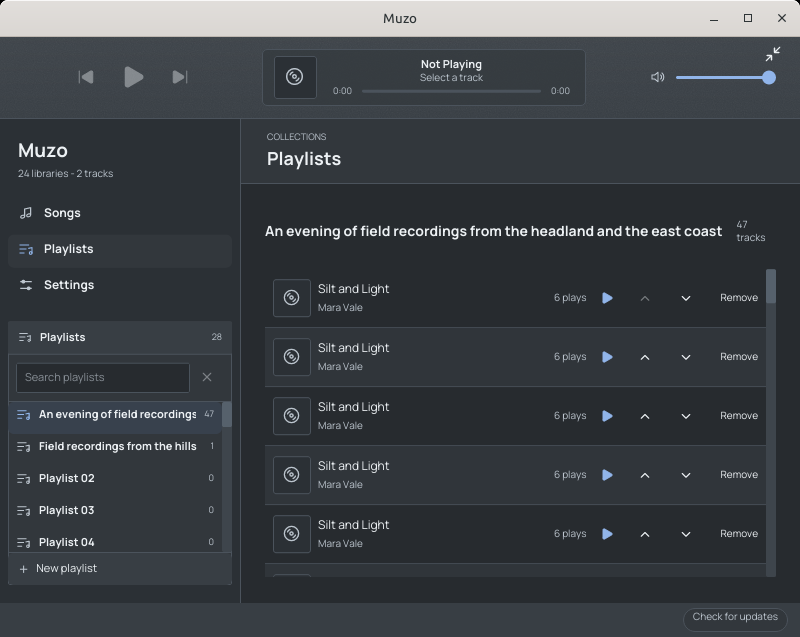 Muzo
Not Playing
Select a track
0:00
0:00
Muzo
24 libraries - 2 tracks
Songs
Playlists
Settings
Playlists 28
Search playlists
An evening of field recordings 47
Field recordings from the hills 1
Playlist 02 0
Playlist 03 0
Playlist 04 0
+ New playlist
COLLECTIONS
Playlists
An evening of field recordings from the headland and the east coast
47
tracks
Silt and Light
Mara Vale
6 plays
Remove
Silt and Light
Mara Vale
6 plays
Remove
Silt and Light
Mara Vale
6 plays
Remove
Silt and Light
Mara Vale
6 plays
Remove
Silt and Light
Mara Vale
6 plays
Remove
Check for updates